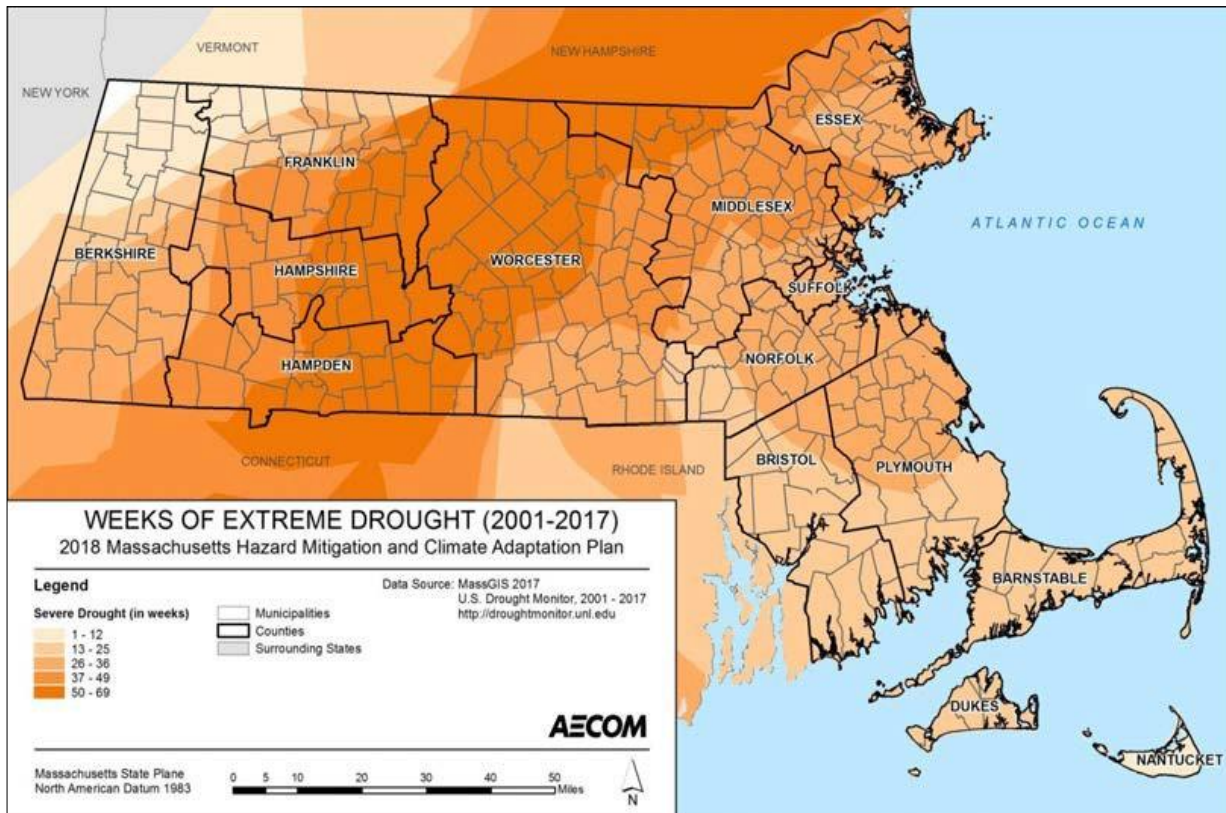 VERMONT
NEW HAMPSHIRE
NEW YORK
ESSEX
FRANKLIN
MIDDLESEX
ATLANTIC OCEAN
BERKSHIRE
HAMPSHIRE
WORCESTER
SUFFOLK
HAMPDEN
NORFOLK
CONNECTICUT
RHODE ISLAND
BRISTOL
PLYMOUTH
BARNSTABLE
DUKES
NANTUCKET
WEEKS OF EXTREME DROUGHT (2001-2017)
2018 Massachusetts Hazard Mitigation and Climate Adaptation Plan
Legend
Severe Drought (in weeks)
1 - 12
13 - 25
26 - 36
37 - 49
50 - 69
Municipalities
Counties
Surrounding States
Data Source: MassGIS 2017
U.S. Drought Monitor, 2001 - 2017
http://droughtmonitor.unl.edu
AECOM
Massachusetts State Plane
North American Datum 1983
0 5 10 20 30 40 50
Miles
N